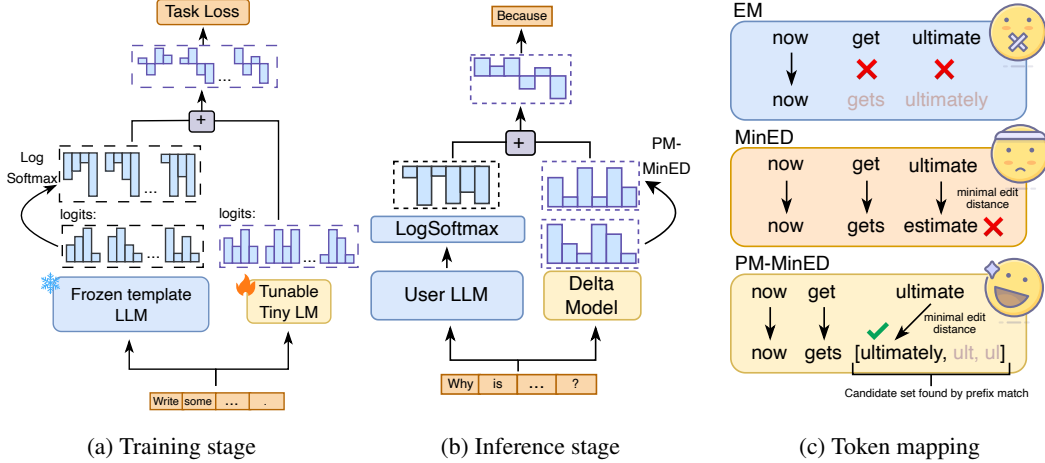 Task Loss
...
+
Log
Softmax
...
logits:
logits:
...
...
Frozen template
LLM
Tunable
Tiny LM
Write some ... .
(a) Training stage
Because
+
PM-
MinED
LogSoftmax
User LLM
Delta
Model
Why is ... ?
(b) Inference stage
EM
now get ultimate
now gets ultimately
MinED
now get ultimate
minimal edit
distance
now gets estimate
PM-MinED
now get ultimate
minimal edit
distance
now gets [ultimately, ult, ul]
Candidate set found by prefix match
(c) Token mapping